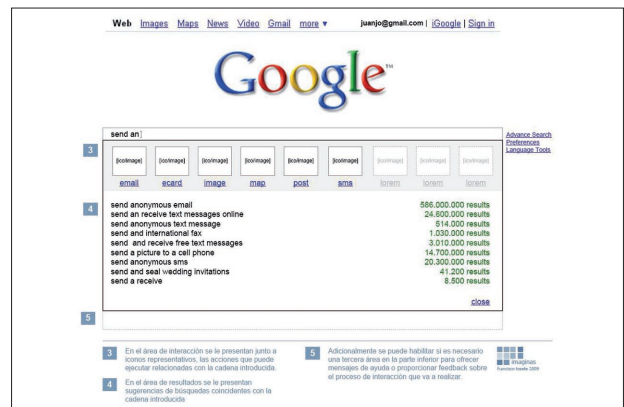 Web Images Maps News Video Gmail more ▼ juanjo@gmail.com | iGoogle | Sign in
Google™
send an
Advance Search
Preferences
Language Tools
3
[ico/image] [ico/image] [ico/image] [ico/image] [ico/image] [ico/image] [ico/image] [ico/image] [ico/image]
email ecard image map post sms lorem lorem lorem
4
send anonymous email 586.000.000 results
send an receive text messages online 24.600.000 results
send anonymous text message 514.000 results
send and international fax 1.030.000 results
send and receive free text messages 3.010.000 results
send a picture to a cell phone 14.700.000 results
send anonymous sms 20.300.000 results
send and seal wedding invitations 41.200 results
send a receive 8.500 results
close
5
3 En el área de interacción se le presentan junto a
iconos representativos, las acciones que puede
ejecutar relacionadas con la cadena introducida.
4 En el área de resultados se le presentan
sugerencias de búsquedas coincidentes con la
cadena introducida
5 Adicionalmente se puede habilitar si es necesario
una tercera área en la parte inferior para ofrecer
mensajes de ayuda o proporcionar feedback sobre
el proceso de interacción que va a realizar.
imaginas
2009